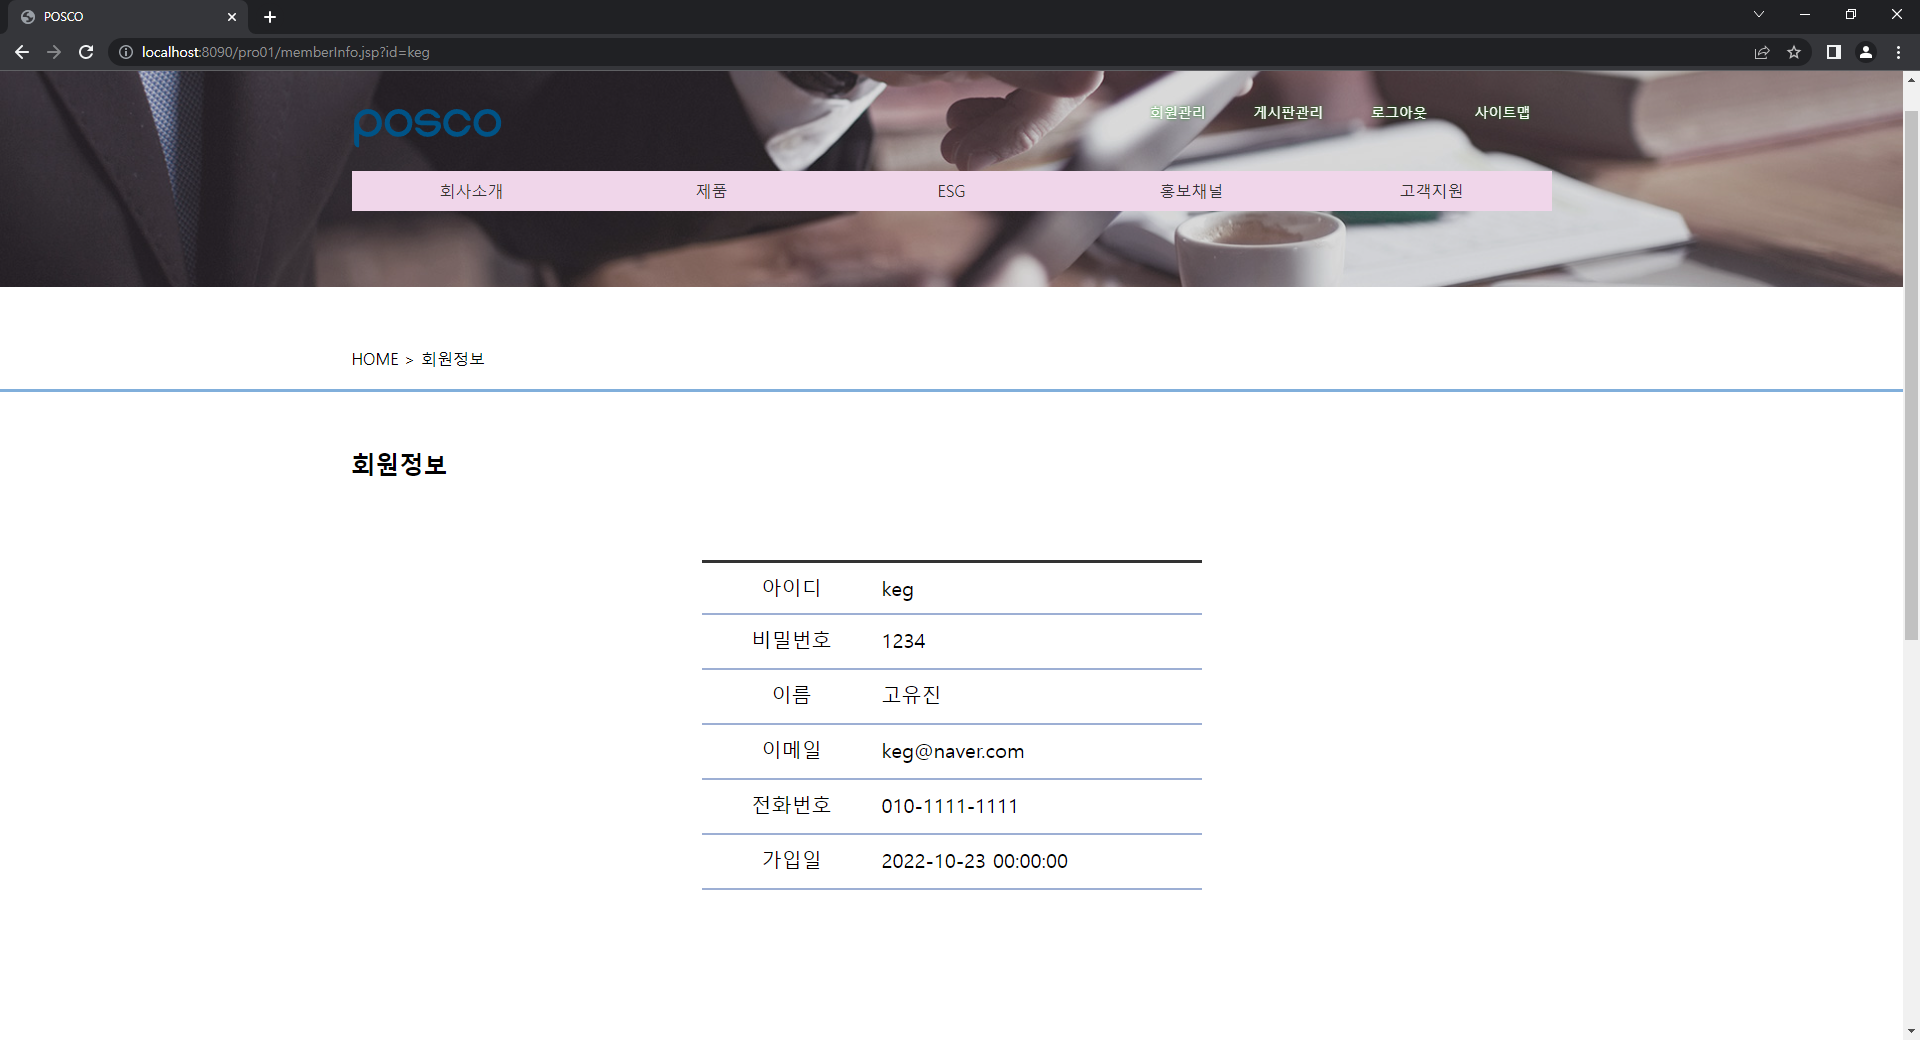 POSCO
localhost:8090/pro01/memberInfo.jsp?id=keg
posco
회원관리 게시판관리 로그아웃 사이트맵
회사소개 제품 ESG 홍보채널 고객지원
HOME > 회원정보
회원정보
아이디 keg
비밀번호 1234
이름 고유진
이메일 keg@naver.com
전화번호 010-1111-1111
가입일 2022-10-23 00:00:00